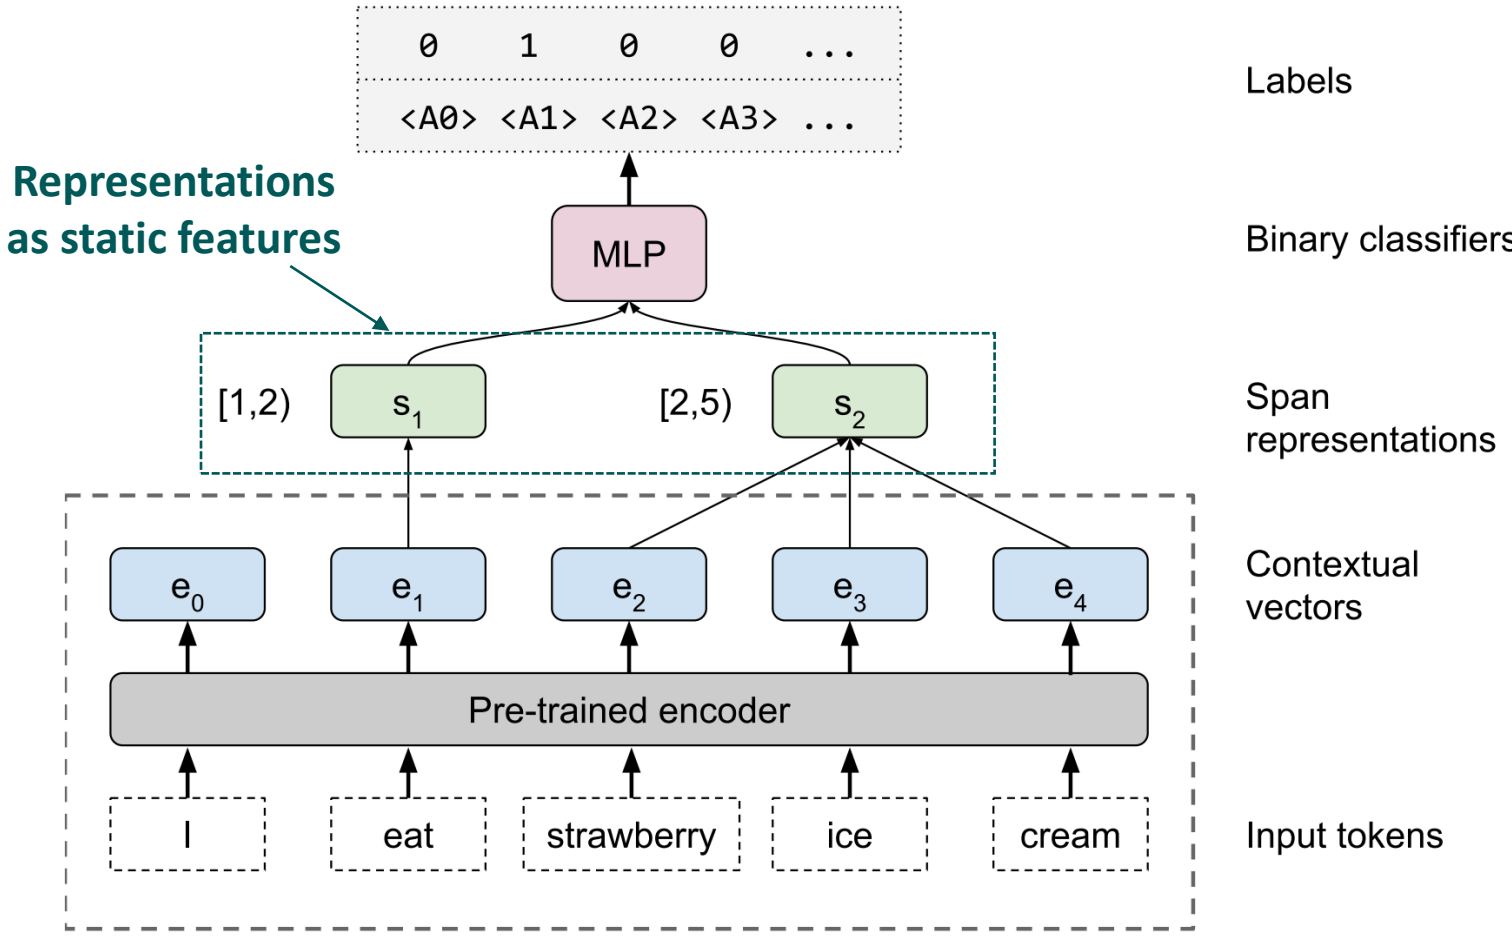 0 1 0 0 ...
<A0> <A1> <A2> <A3> ...
Labels
Representations
as static features
MLP
Binary classifiers
[1,2)
s1
[2,5)
s2
Span
representations
e0
e1
e2
e3
e4
Contextual
vectors
Pre-trained encoder
I
eat
strawberry
ice
cream
Input tokens